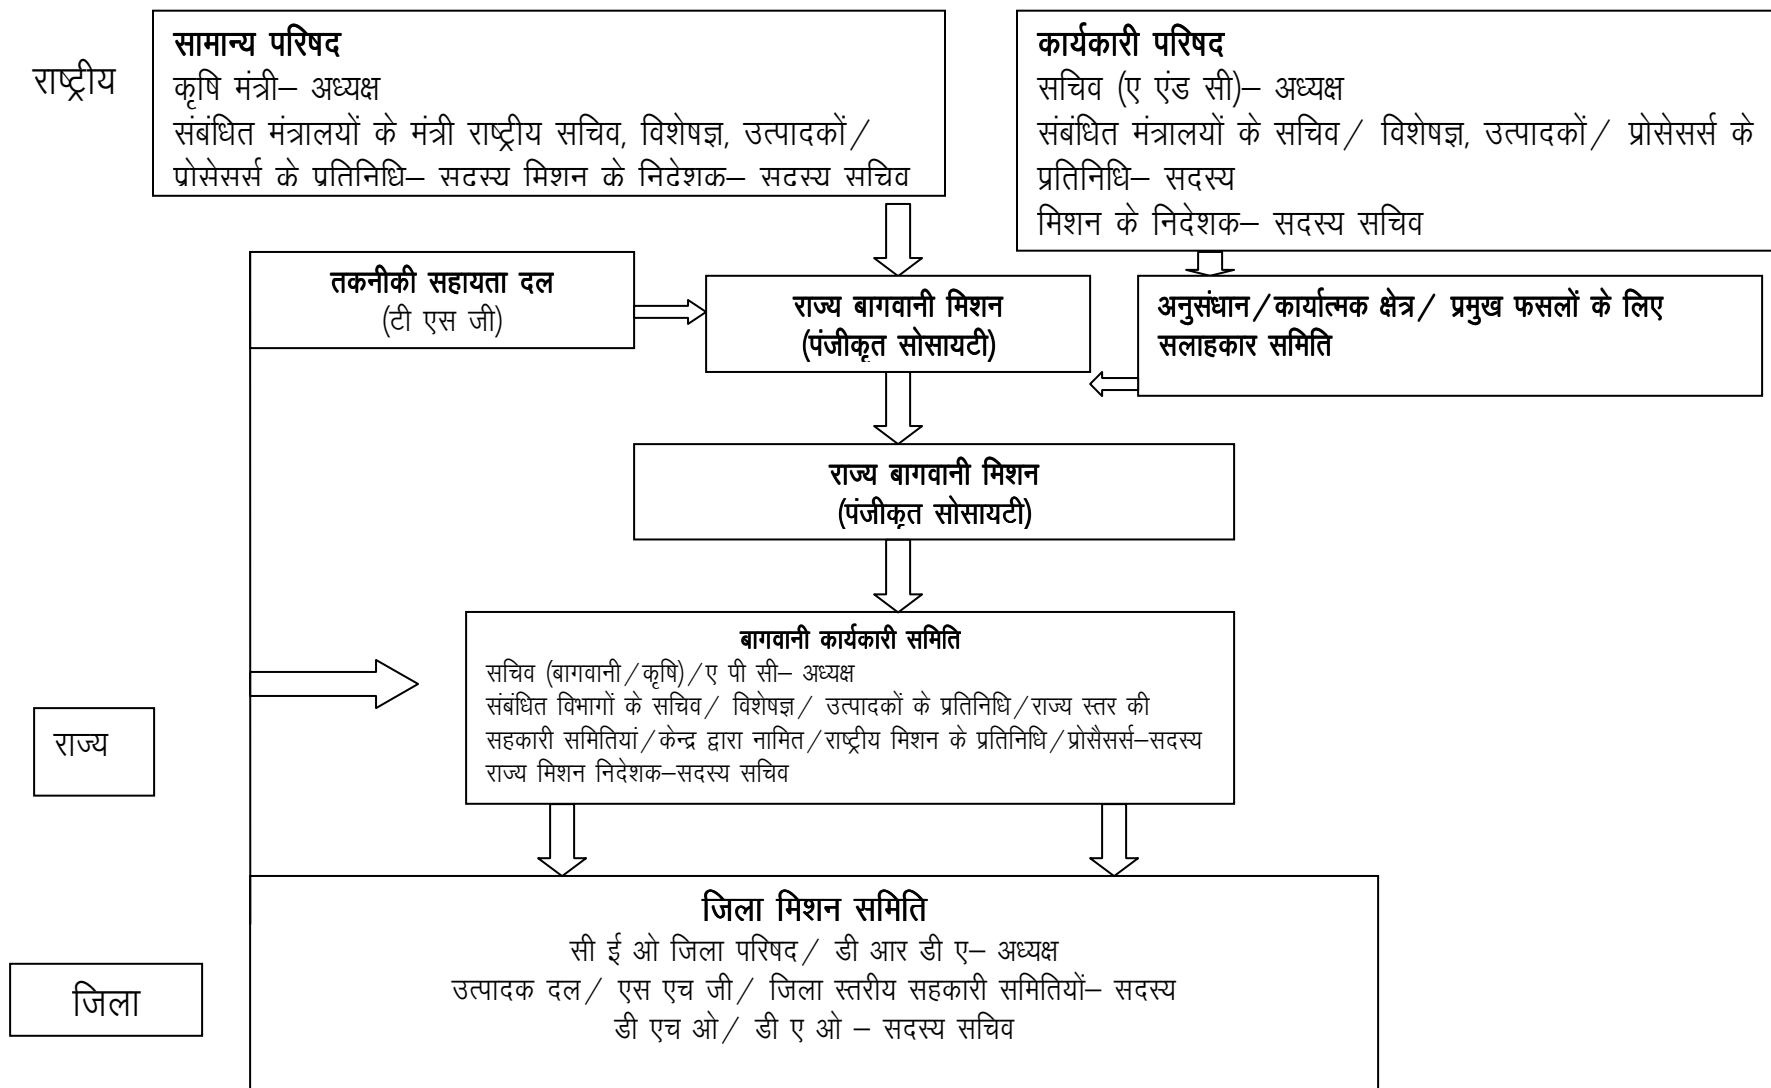 राष्ट्रीय
सामान्य परिषद
कृषि मंत्री– अध्यक्ष
संबंधित मंत्रालयों के मंत्री राष्ट्रीय सचिव, विशेषज्ञ, उत्पादकों/
प्रोसेसर्स के प्रतिनिधि– सदस्य मिशन के निदेशक– सदस्य सचिव
कार्यकारी परिषद
सचिव (ए एंड सी)– अध्यक्ष
संबंधित मंत्रालयों के सचिव/ विशेषज्ञ, उत्पादकों/ प्रोसेसर्स के
प्रतिनिधि– सदस्य
मिशन के निदेशक– सदस्य सचिव
तकनीकी सहायता दल
(टी एस जी)
राज्य बागवानी मिशन
(पंजीकृत सोसायटी)
अनुसंधान/कार्यात्मक क्षेत्र/ प्रमुख फसलों के लिए
सलाहकार समिति
राज्य बागवानी मिशन
(पंजीकृत सोसायटी)
राज्य
बागवानी कार्यकारी समिति
सचिव (बागवानी/कृषि)/ए पी सी– अध्यक्ष
संबंधित विभागों के सचिव/ विशेषज्ञ/ उत्पादकों के प्रतिनिधि/राज्य स्तर की
सहकारी समितियां/केन्द्र द्वारा नामित/राष्ट्रीय मिशन के प्रतिनिधि/प्रोसैसर्स–सदस्य
राज्य मिशन निदेशक–सदस्य सचिव
जिला
जिला मिशन समिति
सी ई ओ जिला परिषद/ डी आर डी ए– अध्यक्ष
उत्पादक दल/ एस एच जी/ जिला स्तरीय सहकारी समितियों– सदस्य
डी एच ओ/ डी ए ओ – सदस्य सचिव